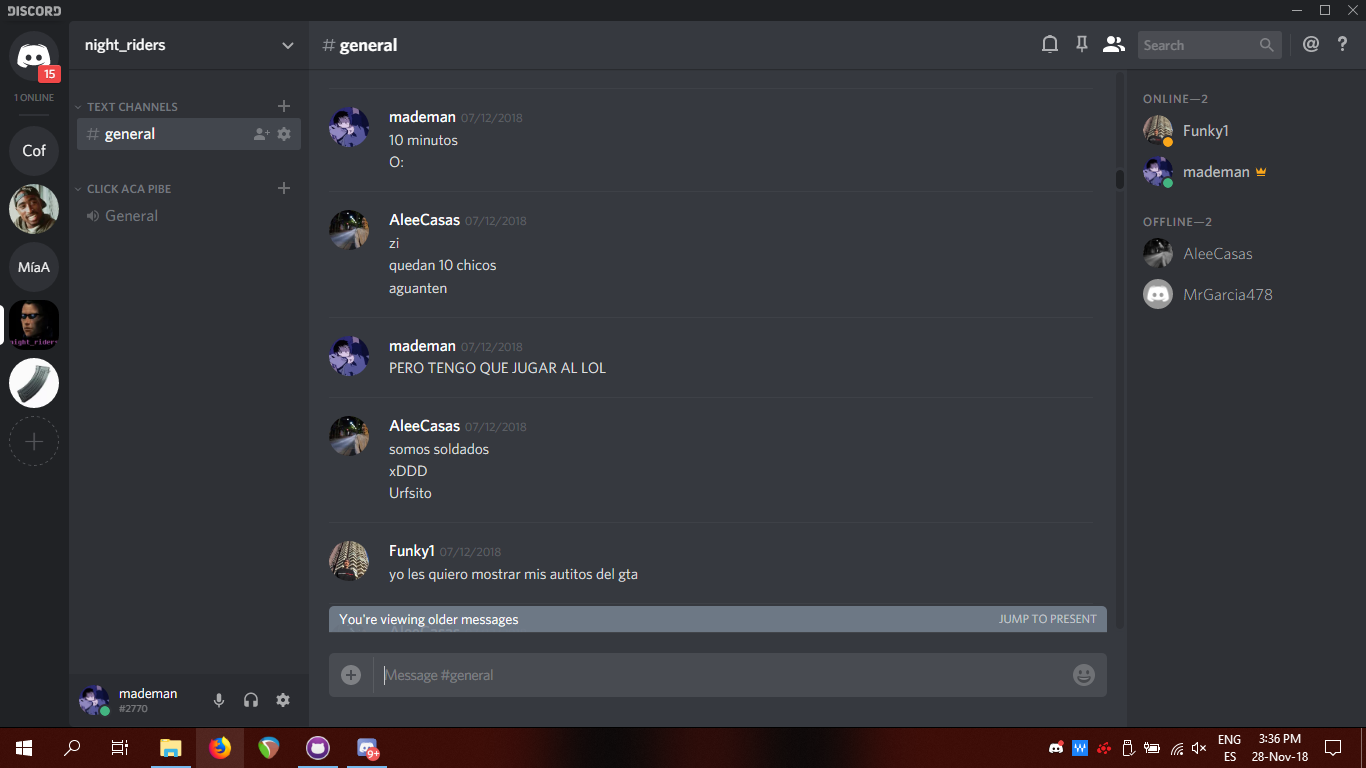 DISCORD
15
1 ONLINE
Cof
MíaA
night_riders
night_riders
TEXT CHANNELS
# general
CLICK ACA PIBE
General
mademan
#2770
# general
Search
@ ?
mademan 07/12/2018
10 minutos
O:
AleeCasas 07/12/2018
zi
quedan 10 chicos
aguanten
mademan 07/12/2018
PERO TENGO QUE JUGAR AL LOL
AleeCasas 07/12/2018
somos soldados
xDDD
Urfsito
Funky1 07/12/2018
yo les quiero mostrar mis autitos del gta
You're viewing older messages JUMP TO PRESENT
AleeCasas
Message #general
ONLINE—2
Funky1
mademan
OFFLINE—2
AleeCasas
MrGarcia478
9+
W
ENG
ES
3:36 PM
28-Nov-18